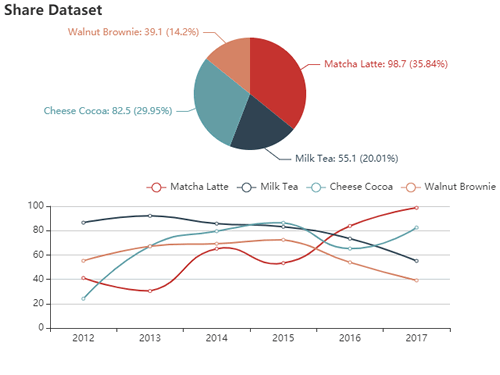 Share Dataset
Walnut Brownie: 39.1 (14.2%)
Matcha Latte: 98.7 (35.84%)
Cheese Cocoa: 82.5 (29.95%)
Milk Tea: 55.1 (20.01%)
Matcha Latte Milk Tea Cheese Cocoa Walnut Brownie
100
80
60
40
20
0
2012 2013 2014 2015 2016 2017